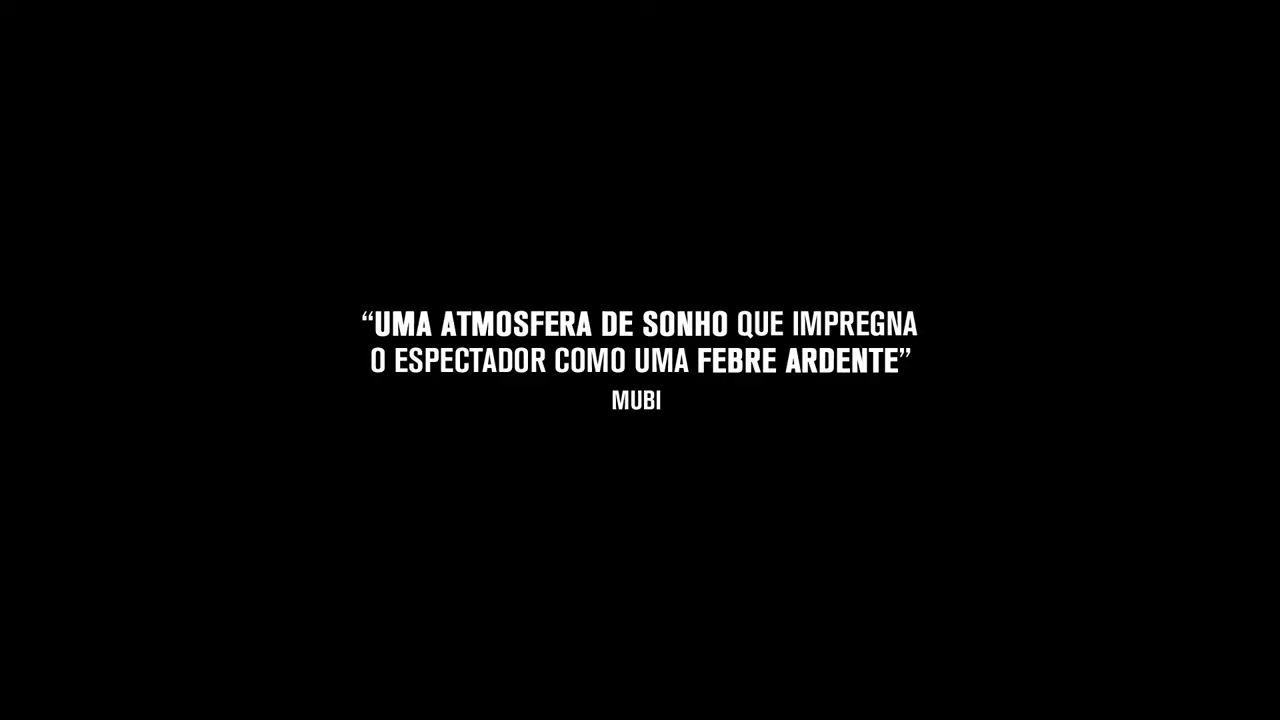 “UMA ATMOSFERA DE SONHO QUE IMPREGNA
O ESPECTADOR COMO UMA FEBRE ARDENTE”
MUBI